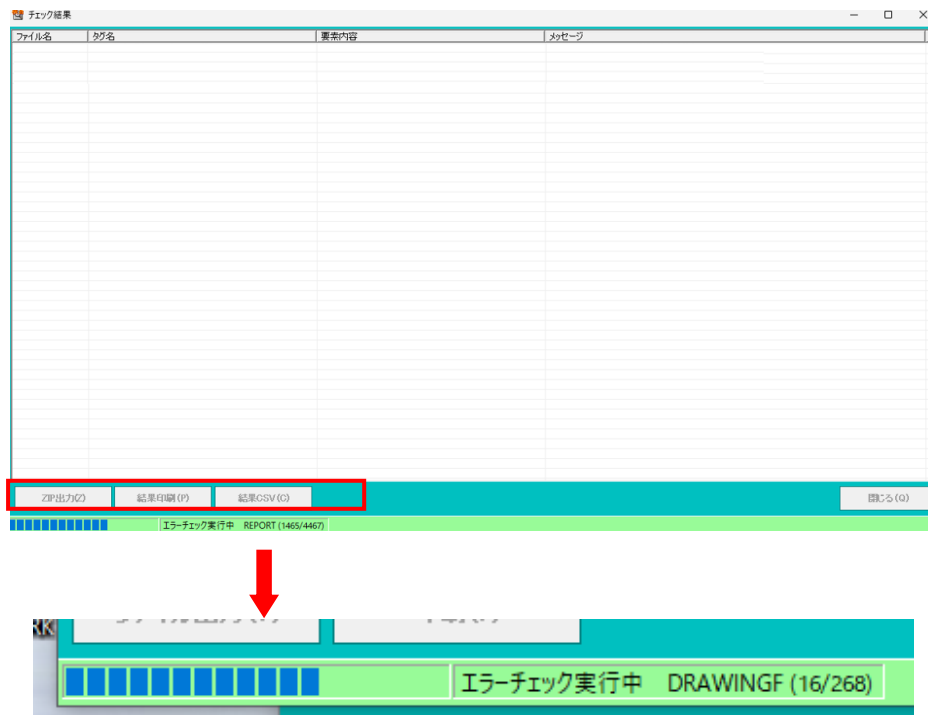 チェック結果
ファイル名 タグ名 要素内容 メッセージ
ZIP出力(Z) 結果印刷(P) 結果CSV(C) 閉じる(Q)
エラーチェック実行中 REPORT (1465/4467)
エラーチェック実行中 DRAWINGF (16/268)